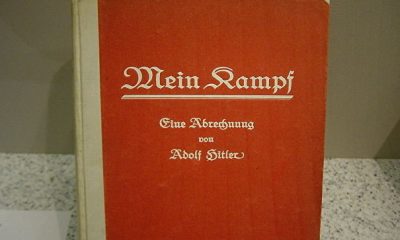 Mein Kampf
Eine Abrechnung
von
Adolf Hitler